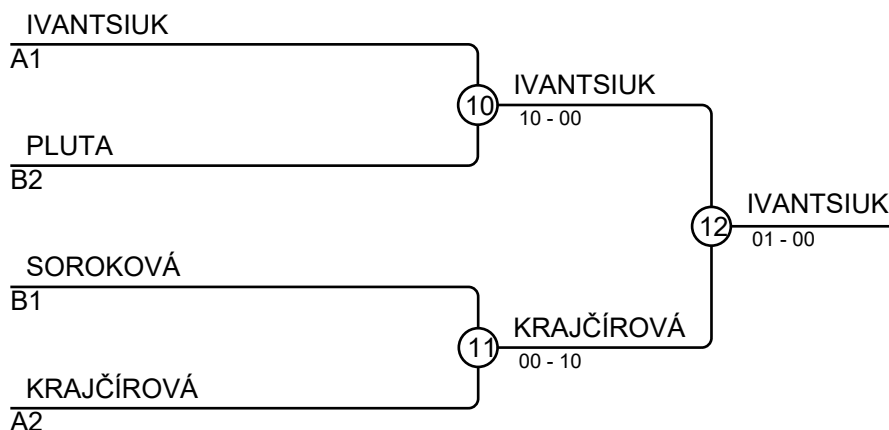 IVANTSIUK
A1
10
IVANTSIUK
10 - 00
PLUTA
B2
12
IVANTSIUK
01 - 00
SOROKOVÁ
B1
11
KRAJČÍROVÁ
00 - 10
KRAJČÍROVÁ
A2